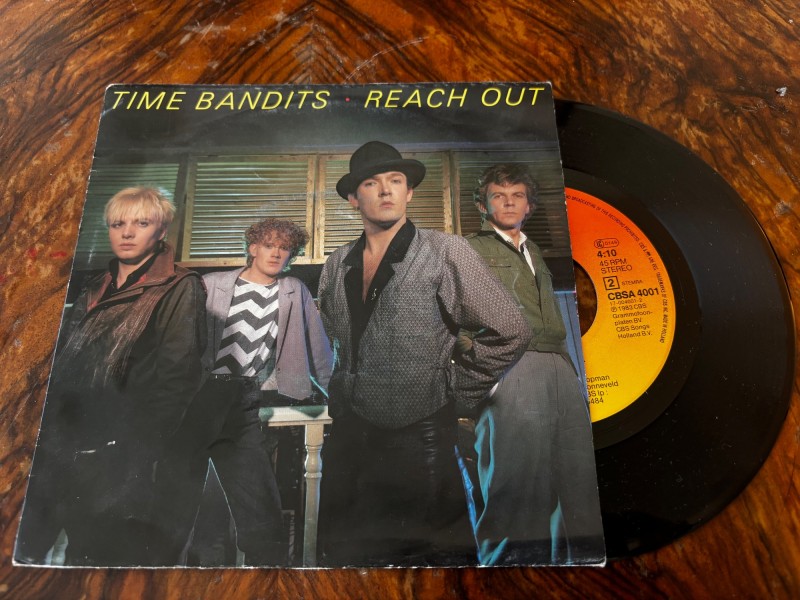 TIME BANDITS · REACH OUT
4:10
45 RPM
STEREO
2 STEMRA
CBSA 4001
℗ 1983 CBS
Grammofoon-
platen BV.
CBS Songs
Holland B.V.